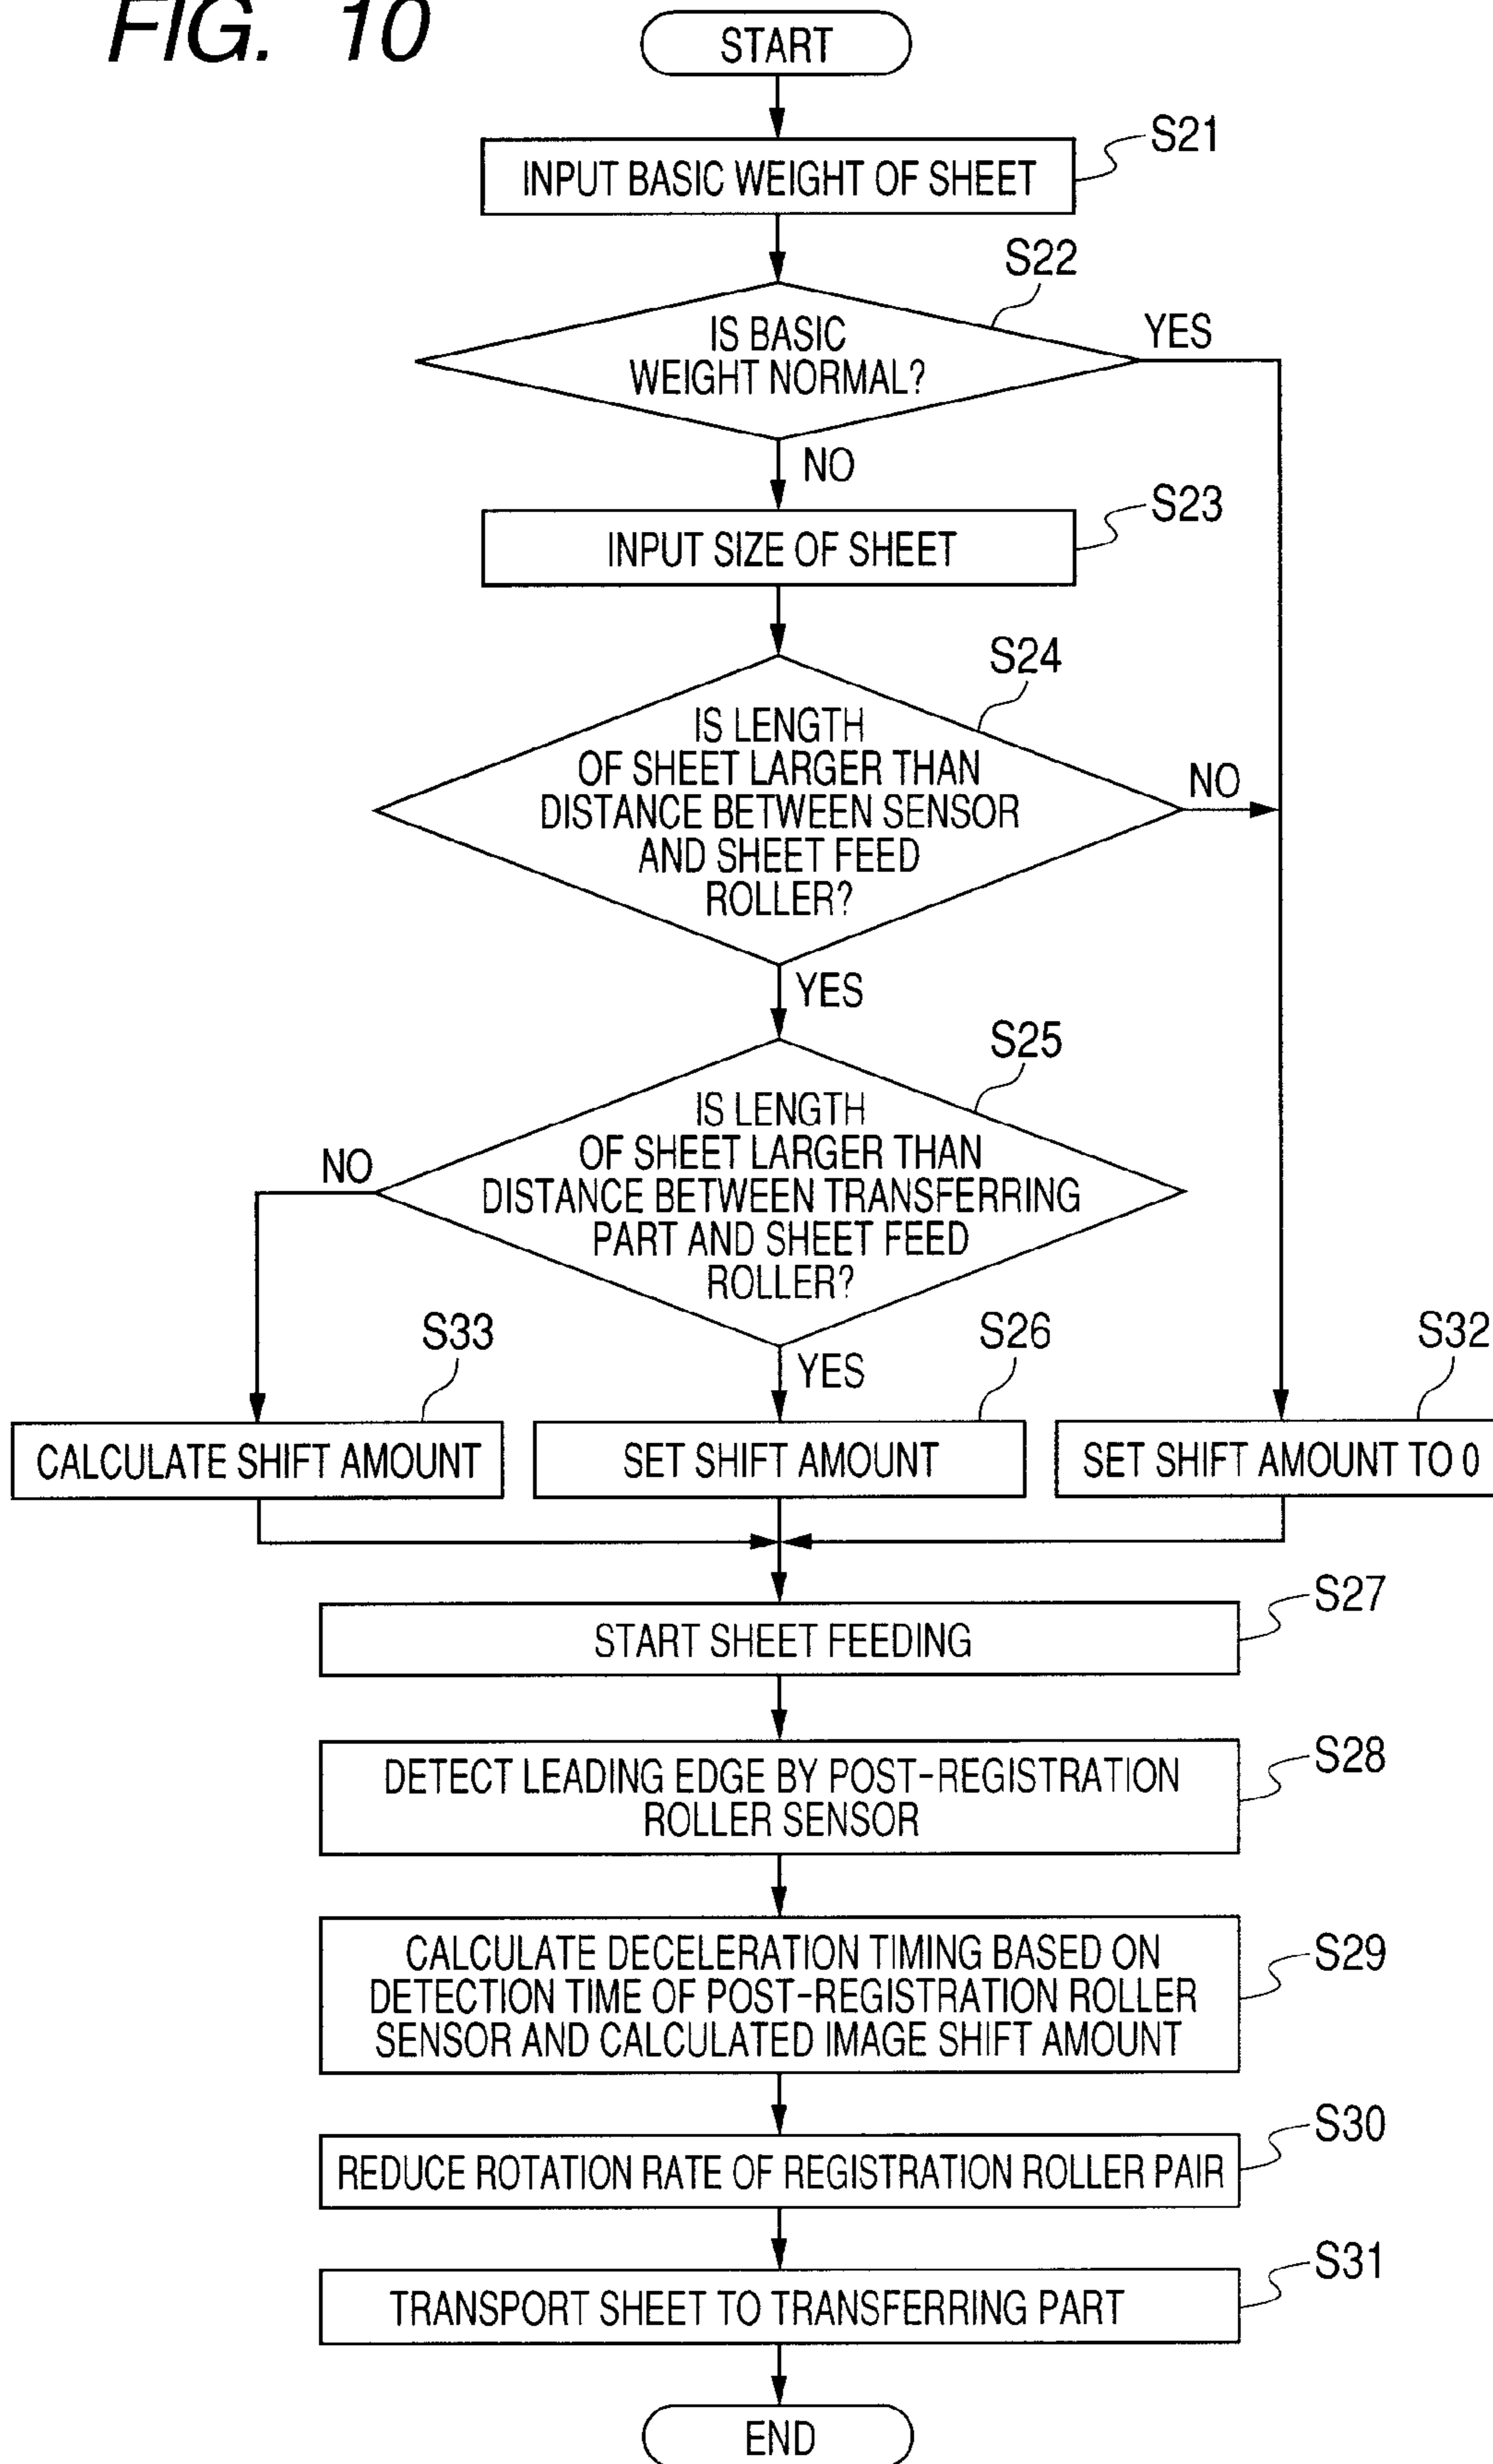 FIG. 10
START
S21
INPUT BASIC WEIGHT OF SHEET
S22
IS BASIC
WEIGHT NORMAL?
YES
NO
S23
INPUT SIZE OF SHEET
S24
IS LENGTH
OF SHEET LARGER THAN
DISTANCE BETWEEN SENSOR
AND SHEET FEED
ROLLER?
NO
YES
S25
IS LENGTH
OF SHEET LARGER THAN
DISTANCE BETWEEN TRANSFERRING
PART AND SHEET FEED
ROLLER?
NO
YES
S33
S26
S32
CALCULATE SHIFT AMOUNT
SET SHIFT AMOUNT
SET SHIFT AMOUNT TO 0
S27
START SHEET FEEDING
S28
DETECT LEADING EDGE BY POST-REGISTRATION
ROLLER SENSOR
S29
CALCULATE DECELERATION TIMING BASED ON
DETECTION TIME OF POST-REGISTRATION ROLLER
SENSOR AND CALCULATED IMAGE SHIFT AMOUNT
S30
REDUCE ROTATION RATE OF REGISTRATION ROLLER PAIR
S31
TRANSPORT SHEET TO TRANSFERRING PART
END